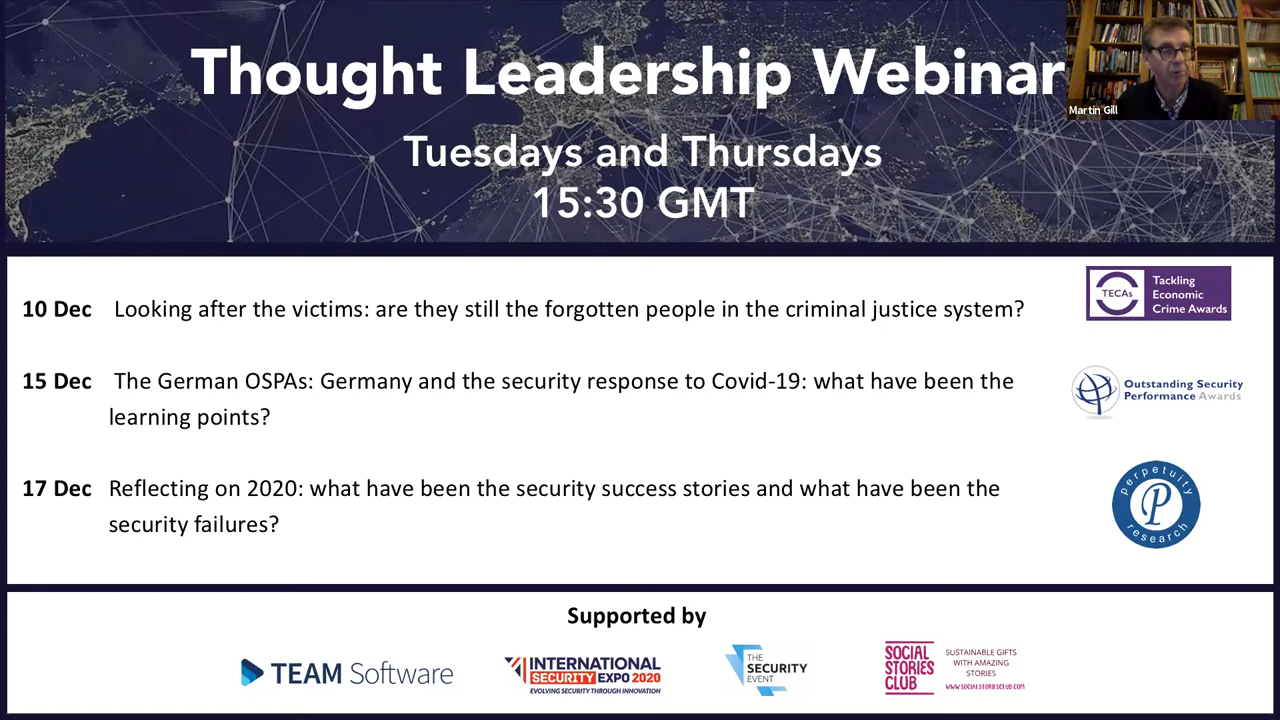 Thought Leadership Webinar
Martin Gill
Tuesdays and Thursdays
15:30 GMT
10 Dec Looking after the victims: are they still the forgotten people in the criminal justice system?
TECAs
Tackling
Economic
Crime Awards
15 Dec The German OSPAs: Germany and the security response to Covid-19: what have been the
learning points?
Outstanding Security
Performance Awards
17 Dec Reflecting on 2020: what have been the security success stories and what have been the
security failures?
perpetuity
P
research
Supported by
TEAM Software
INTERNATIONAL
SECURITY EXPO 2020
EVOLVING SECURITY THROUGH INNOVATION
THE
SECURITY
EVENT
SOCIAL
STORIES
CLUB
SUSTAINABLE GIFTS
WITH AMAZING
STORIES
WWW.SOCIALSTORIESCLUB.COM